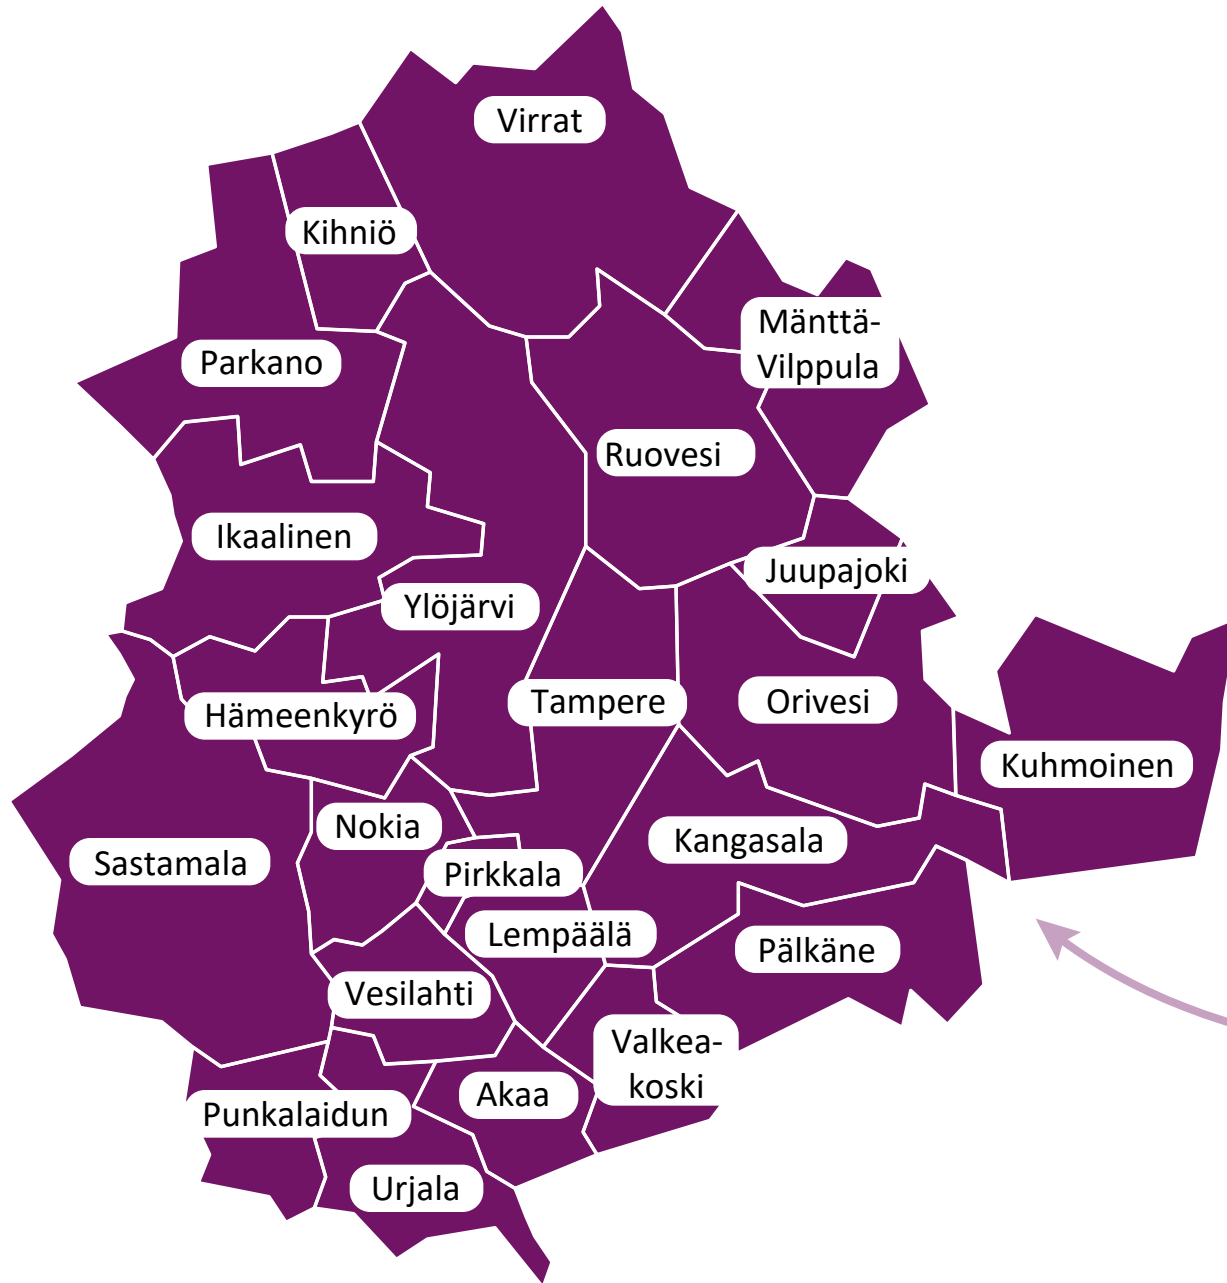 Virrat
Kihniö
Mänttä-
Vilppula
Parkano
Ruovesi
Ikaalinen
Juupajoki
Ylöjärvi
Tampere
Orivesi
Hämeenkyrö
Kuhmoinen
Nokia
Kangasala
Sastamala
Pirkkala
Lempäälä
Pälkäne
Vesilahti
Valkea-
koski
Akaa
Punkalaidun
Urjala